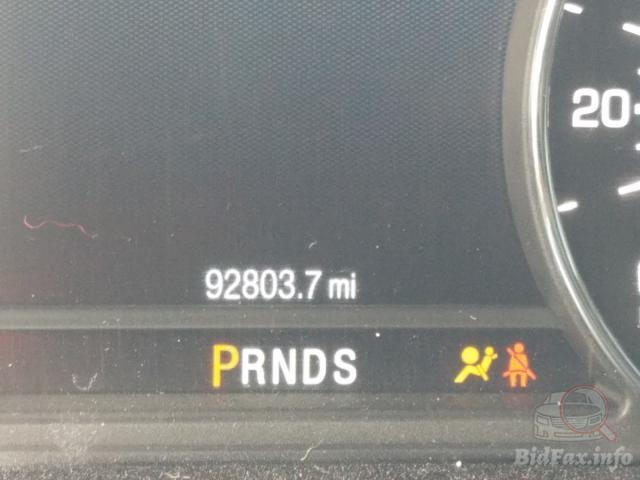 20
92803.7 mi
PRNDS
BidFax.info